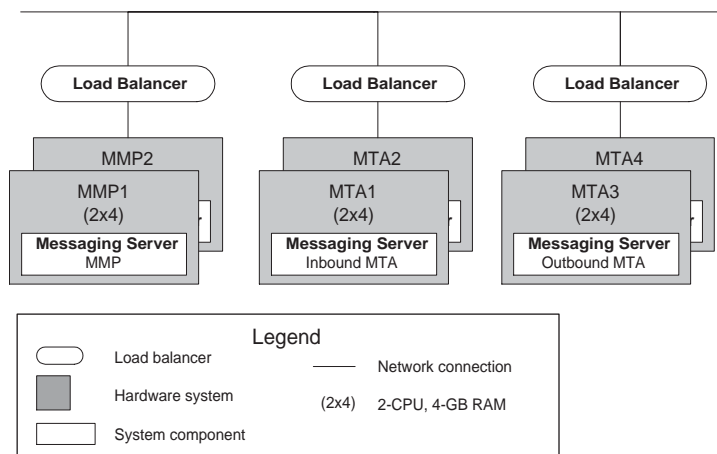 Load Balancer
Load Balancer
Load Balancer
MMP2
MTA2
MTA4
MMP1
(2x4)
Messaging Server
MMP
MTA1
(2x4)
Messaging Server
Inbound MTA
MTA3
(2x4)
Messaging Server
Outbound MTA
Legend
Load balancer
Hardware system
System component
Network connection
(2x4) 2-CPU, 4-GB RAM